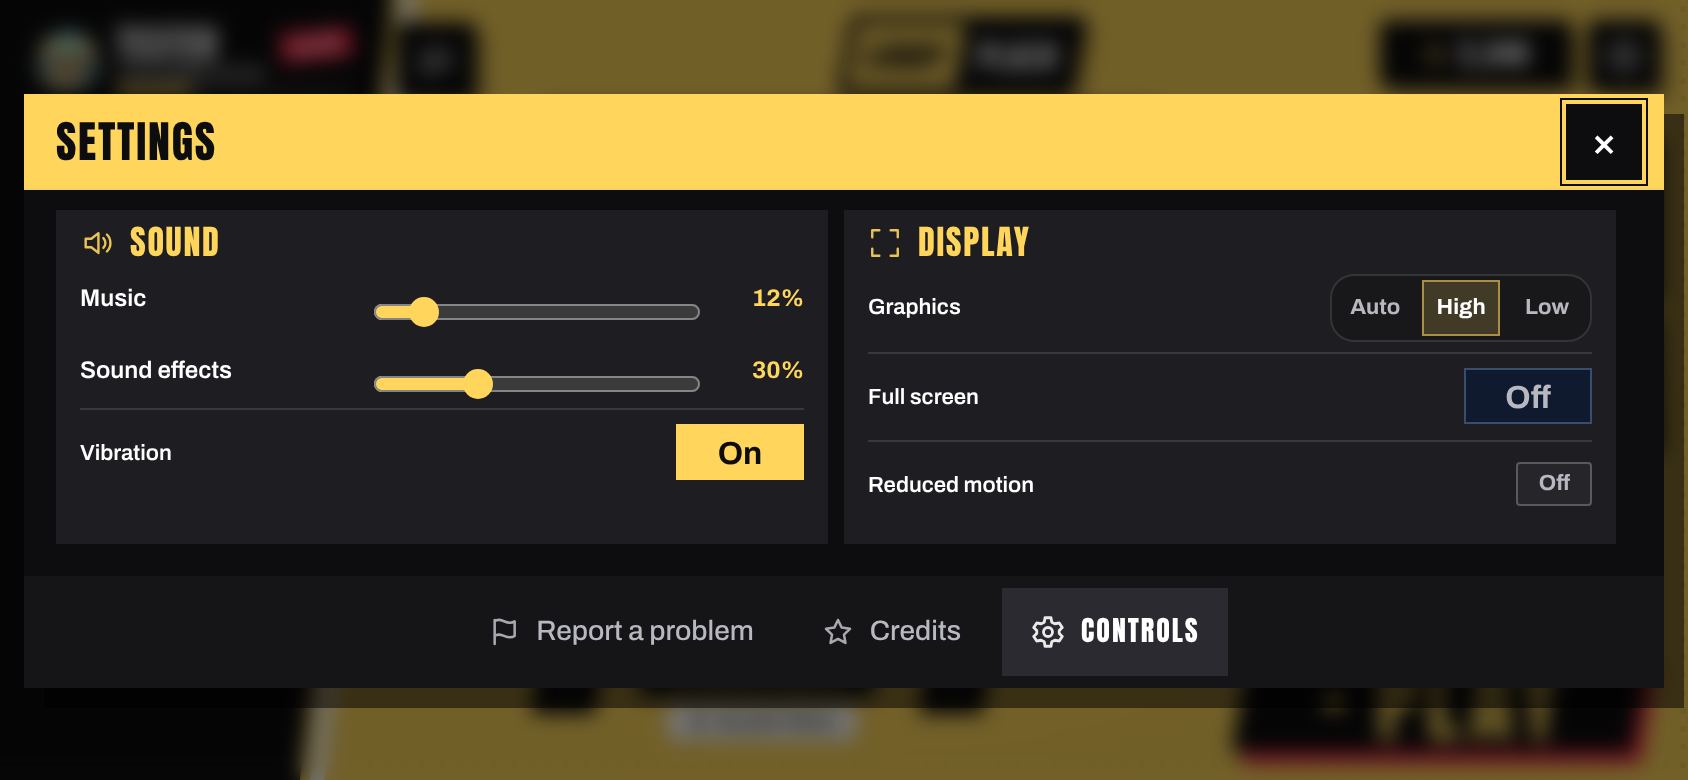 SETTINGS
×
SOUND
Music 12%
Sound effects 30%
Vibration On
DISPLAY
Graphics Auto High Low
Full screen Off
Reduced motion Off
Report a problem Credits CONTROLS